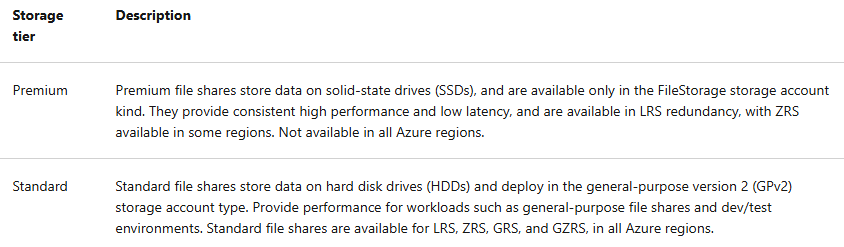 Storage tier Description
Premium Premium file shares store data on solid-state drives (SSDs), and are available only in the FileStorage storage account
kind. They provide consistent high performance and low latency, and are available in LRS redundancy, with ZRS
available in some regions. Not available in all Azure regions.
Standard Standard file shares store data on hard disk drives (HDDs) and deploy in the general-purpose version 2 (GPv2)
storage account type. Provide performance for workloads such as general-purpose file shares and dev/test
environments. Standard file shares are available for LRS, ZRS, GRS, and GZRS, in all Azure regions.